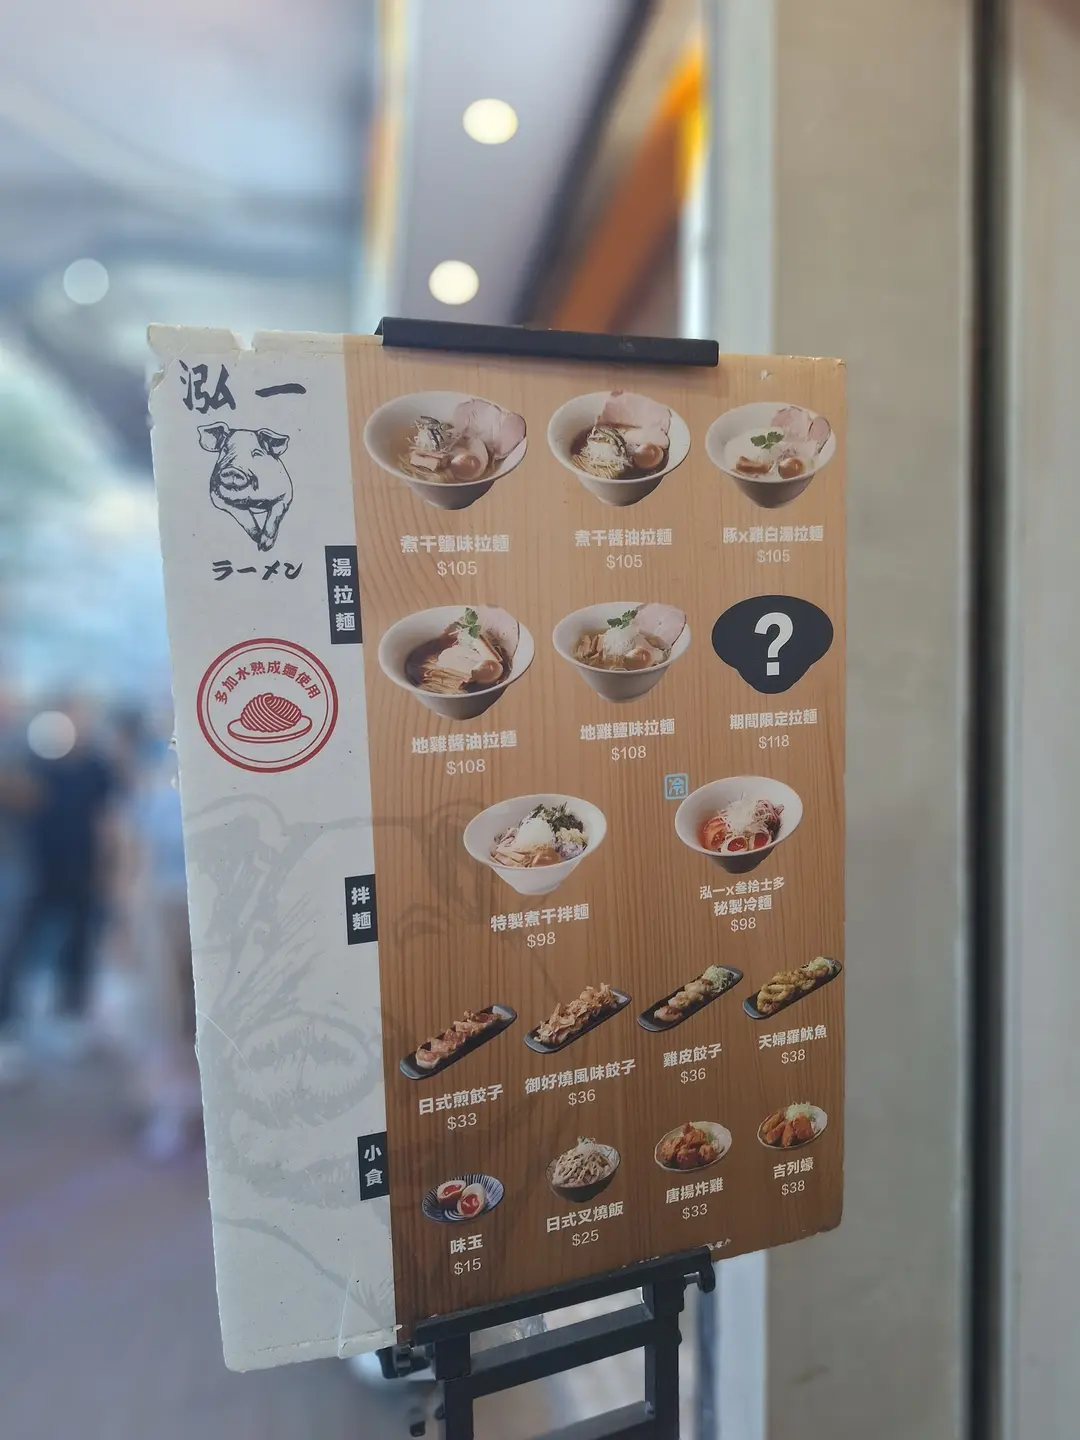 泓一
ラーメン
多加水熟成麵使用
湯拉麵
煮干鹽味拉麵
$105
煮干醬油拉麵
$105
豚x雞白湯拉麵
$105
地雞醬油拉麵
$108
地雞鹽味拉麵
$108
?
期間限定拉麵
$118
拌麵
特製煮干拌麵
$98
冷
泓一x叁拾士多
秘製冷麵
$98
小食
日式煎餃子
$33
御好燒風味餃子
$36
雞皮餃子
$36
天婦羅魷魚
$38
味玉
$15
日式叉燒飯
$25
唐揚炸雞
$33
吉列蠔
$38